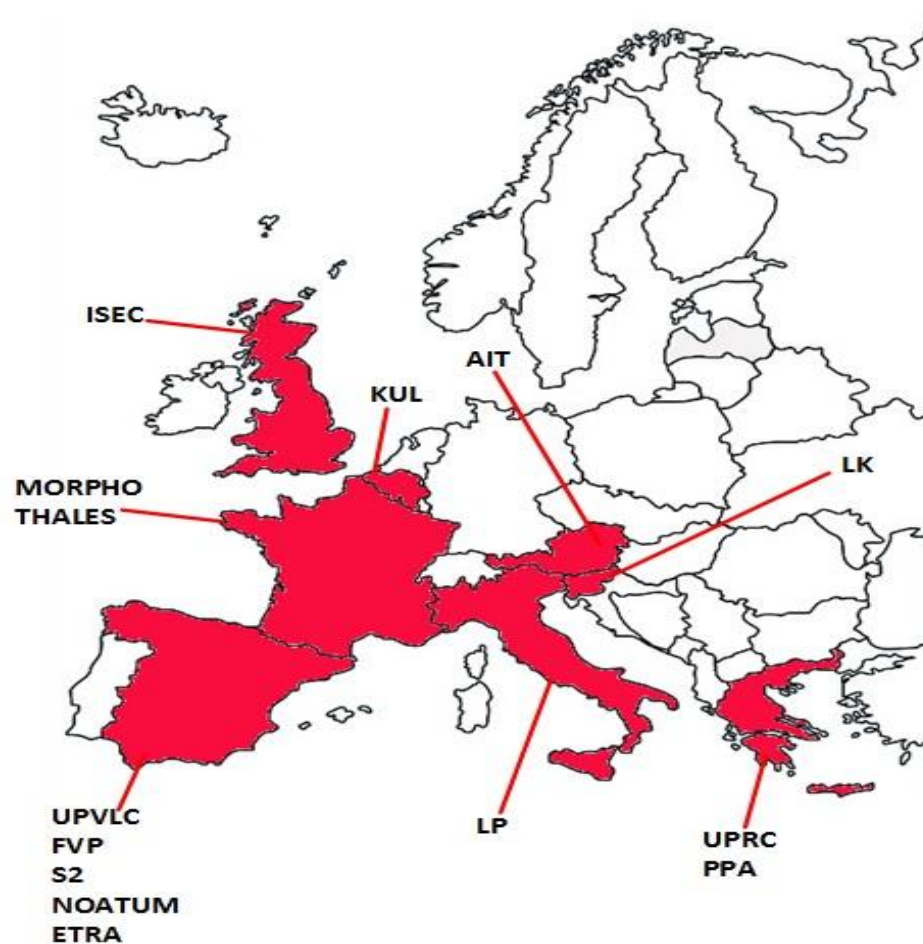 ISEC
AIT
KUL
LK
MORPHO
THALES
UPVLC
FVP
S2
NOATUM
ETRA
LP
UPRC
PPA